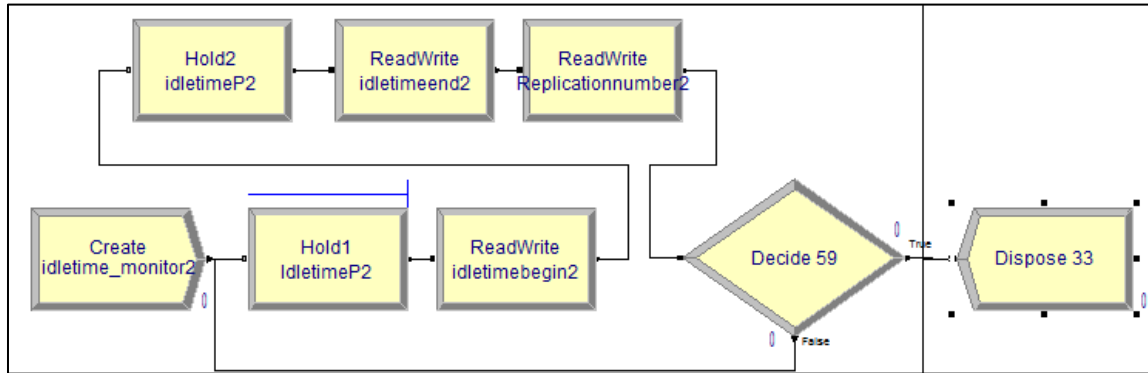 Hold2
idletimeP2
ReadWrite
idletimeend2
ReadWrite
Replicationnumber2
Create
idletime_monitor2
0
Hold1
IdletimeP2
ReadWrite
idletimebegin2
Decide 59
0
True
0
False
Dispose 33
0